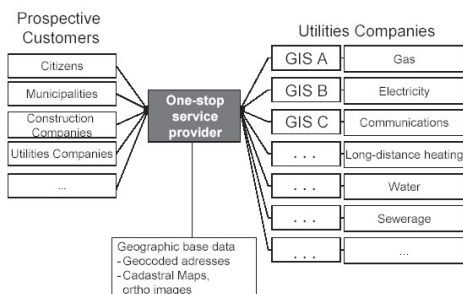 Prospective
Customers
Citizens
Municipalities
Construction
Companies
Utilities Companies
...
One-stop
service
provider
Geographic base data
- Geocoded adresses
- Cadastral Maps,
ortho images
Utilities Companies
GIS A Gas
GIS B Electricity
GIS C Communications
. . . Long-distance heating
. . . Water
. . . Sewerage
. . . ...